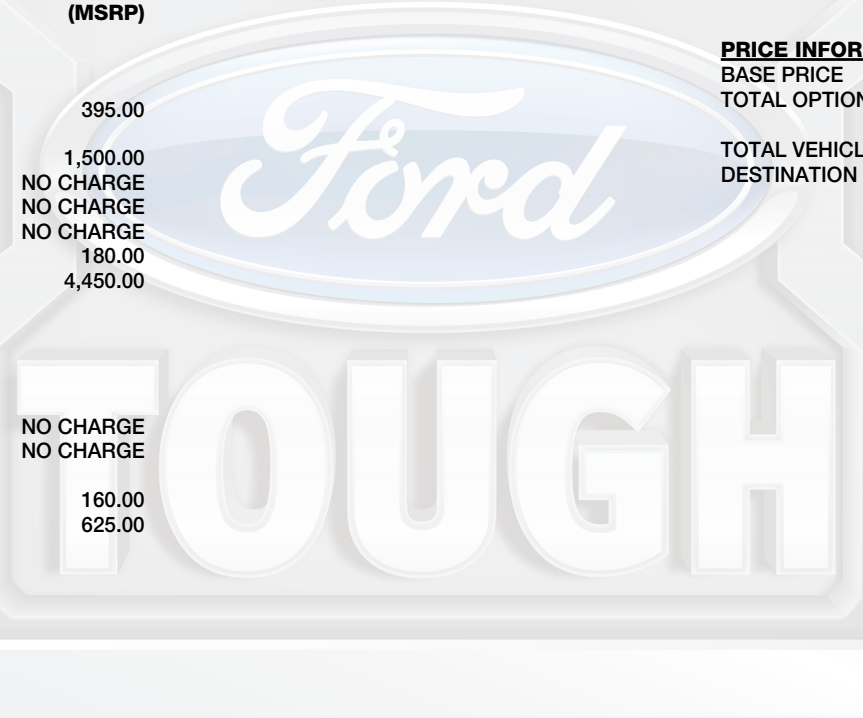 (MSRP)
395.00
1,500.00
NO CHARGE
NO CHARGE
NO CHARGE
180.00
4,450.00
NO CHARGE
NO CHARGE
160.00
625.00
PRICE INFOR
BASE PRICE
TOTAL OPTION
TOTAL VEHICL
DESTINATION
Ford
TOUGH